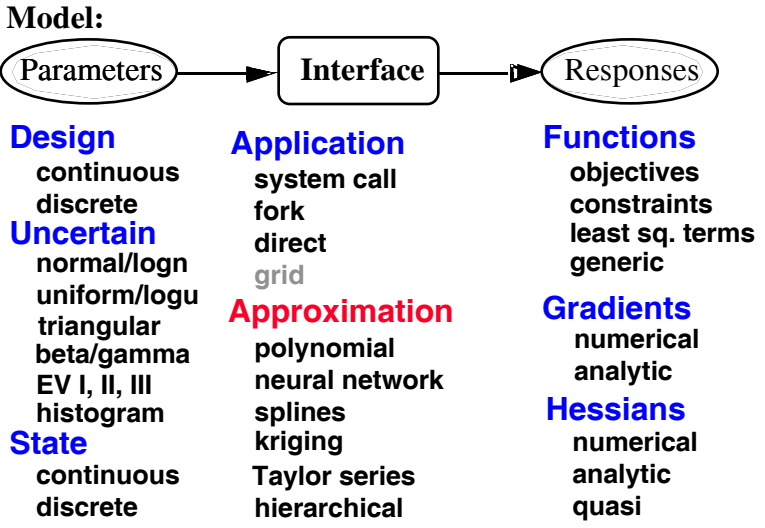 Model:
Parameters
Interface
Responses
Design
continuous
discrete
Uncertain
normal/logn
uniform/logu
triangular
beta/gamma
EV I, II, III
histogram
State
continuous
discrete
Application
system call
fork
direct
grid
Approximation
polynomial
neural network
splines
kriging
Taylor series
hierarchical
Functions
objectives
constraints
least sq. terms
generic
Gradients
numerical
analytic
Hessians
numerical
analytic
quasi